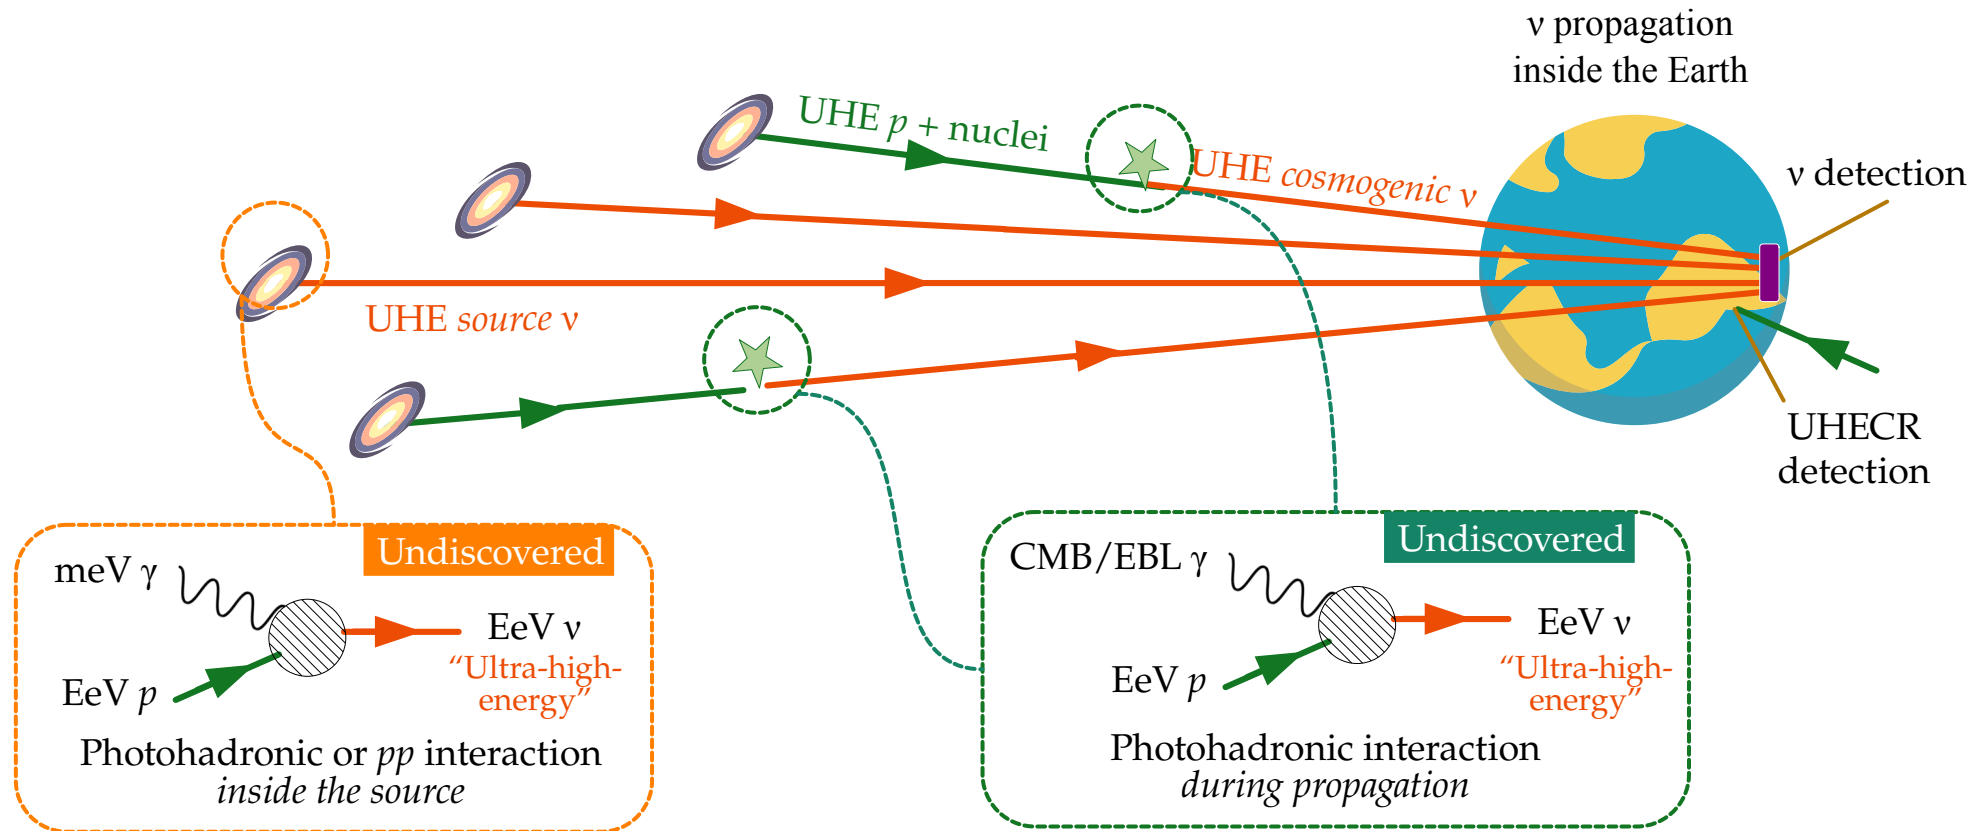 ν propagation
inside the Earth
UHE p + nuclei
UHE cosmogenic ν
ν detection
UHE source ν
UHECR
detection
Undiscovered
meV γ
EeV p
EeV ν
“Ultra-high-
energy”
Photohadronic or pp interaction
inside the source
Undiscovered
CMB/EBL γ
EeV p
EeV ν
“Ultra-high-
energy”
Photohadronic interaction
during propagation